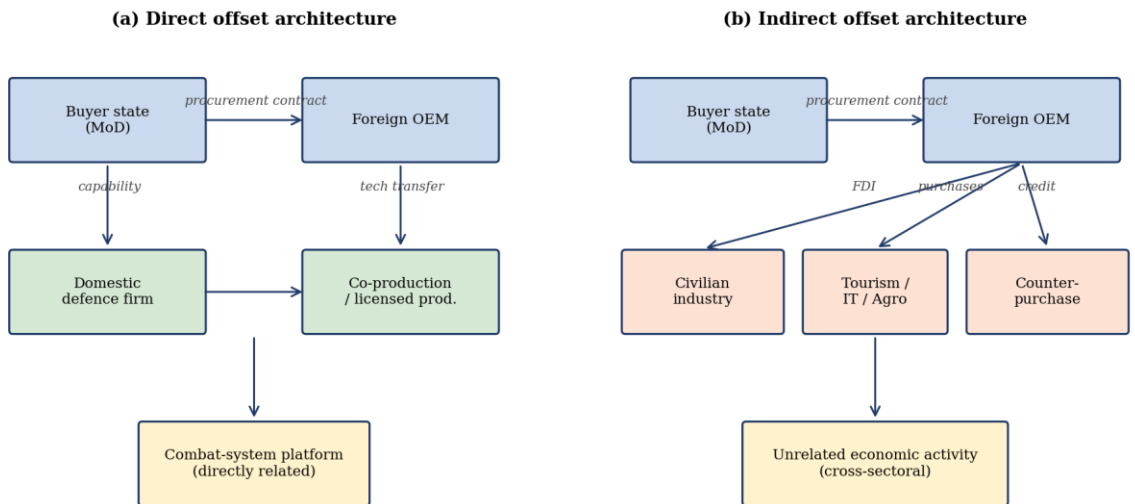 (a) Direct offset architecture
Buyer state
(MoD)
procurement contract
Foreign OEM
capability
tech transfer
Domestic
defence firm
Co-production
/ licensed prod.
Combat-system platform
(directly related)
(b) Indirect offset architecture
Buyer state
(MoD)
procurement contract
Foreign OEM
FDI
purchases
credit
Civilian
industry
Tourism /
IT / Agro
Counter-
purchase
Unrelated economic activity
(cross-sectoral)